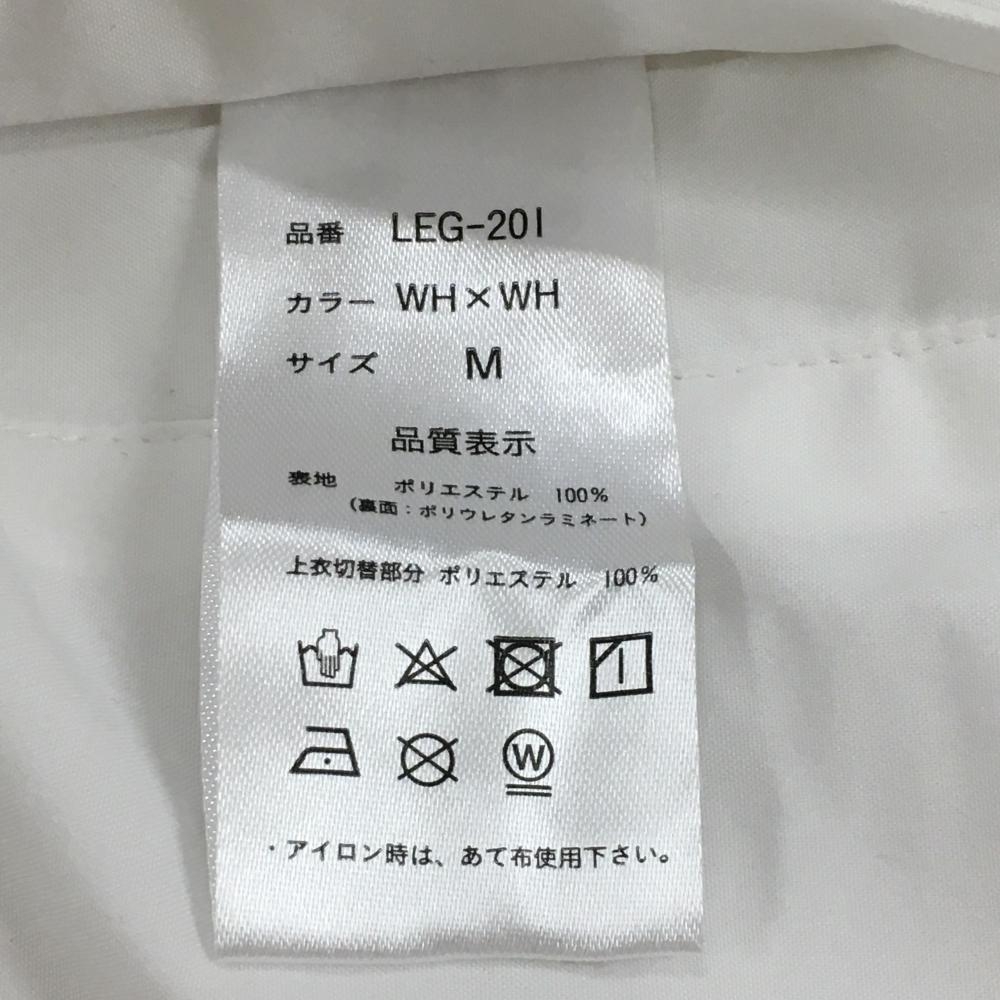 品番 LEG-201
カラー WH×WH
サイズ M
品質表示
表地 ポリエステル 100%
(裏面:ポリウレタンラミネート)
上衣切替部分 ポリエステル 100%
W
・アイロン時は、あて布使用下さい。